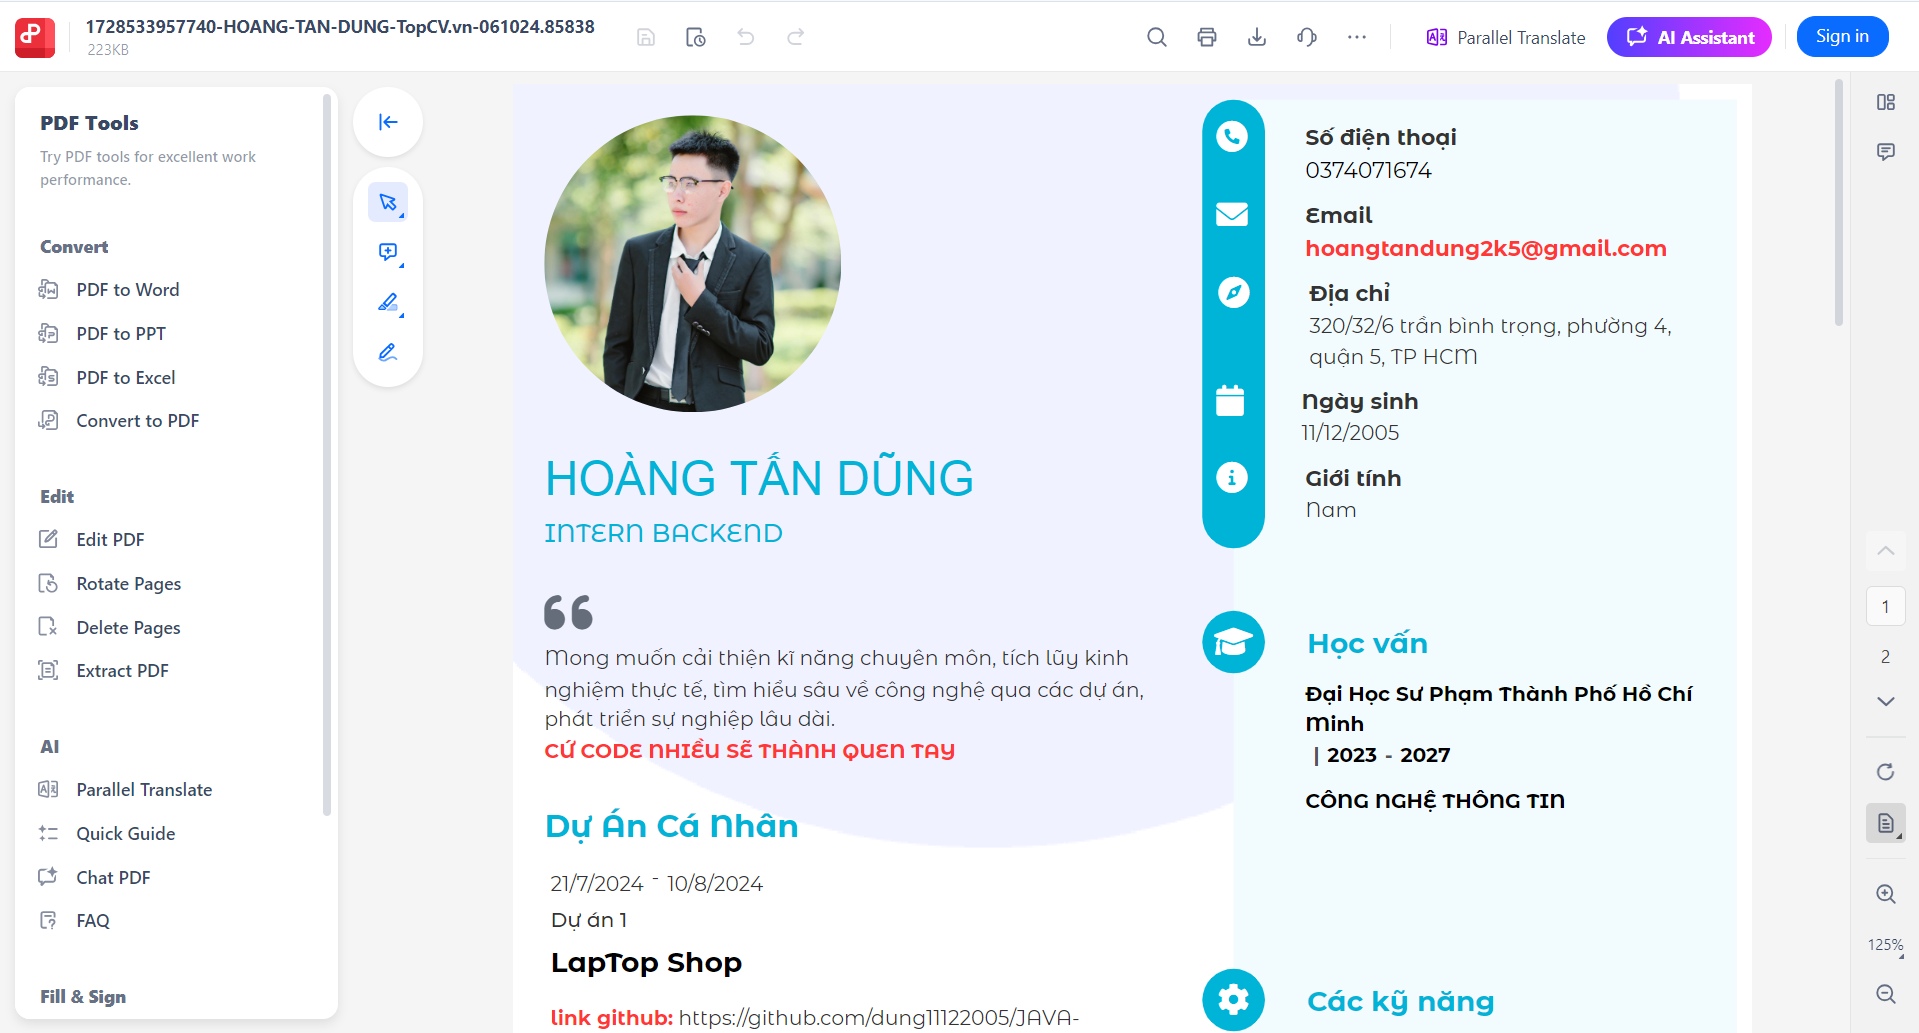 1728533957740-HOANG-TAN-DUNG-TopCV.vn-061024.85838
223KB
Parallel Translate
AI Assistant
Sign in
PDF Tools
Try PDF tools for excellent work
performance.
Convert
PDF to Word
PDF to PPT
PDF to Excel
Convert to PDF
Edit
Edit PDF
Rotate Pages
Delete Pages
Extract PDF
AI
Parallel Translate
Quick Guide
Chat PDF
FAQ
Fill & Sign
HOÀNG TẤN DŨNG
INTERN BACKEND
Mong muốn cải thiện kĩ năng chuyên môn, tích lũy kinh
nghiệm thực tế, tìm hiểu sâu về công nghệ qua các dự án,
phát triển sự nghiệp lâu dài.
CỨ CODE NHIỀU SẼ THÀNH QUEN TAY
Dự Án Cá Nhân
21/7/2024 - 10/8/2024
Dự án 1
LapTop Shop
link github: https://github.com/dung11122005/JAVA-
Số điện thoại
0374071674
Email
hoangtandung2k5@gmail.com
Địa chỉ
320/32/6 trần bình trọng, phường 4,
quận 5, TP HCM
Ngày sinh
11/12/2005
Giới tính
Nam
Học vấn
Đại Học Sư Phạm Thành Phố Hồ Chí
Minh
| 2023 - 2027
CÔNG NGHỆ THÔNG TIN
Các kỹ năng
1
2
125%